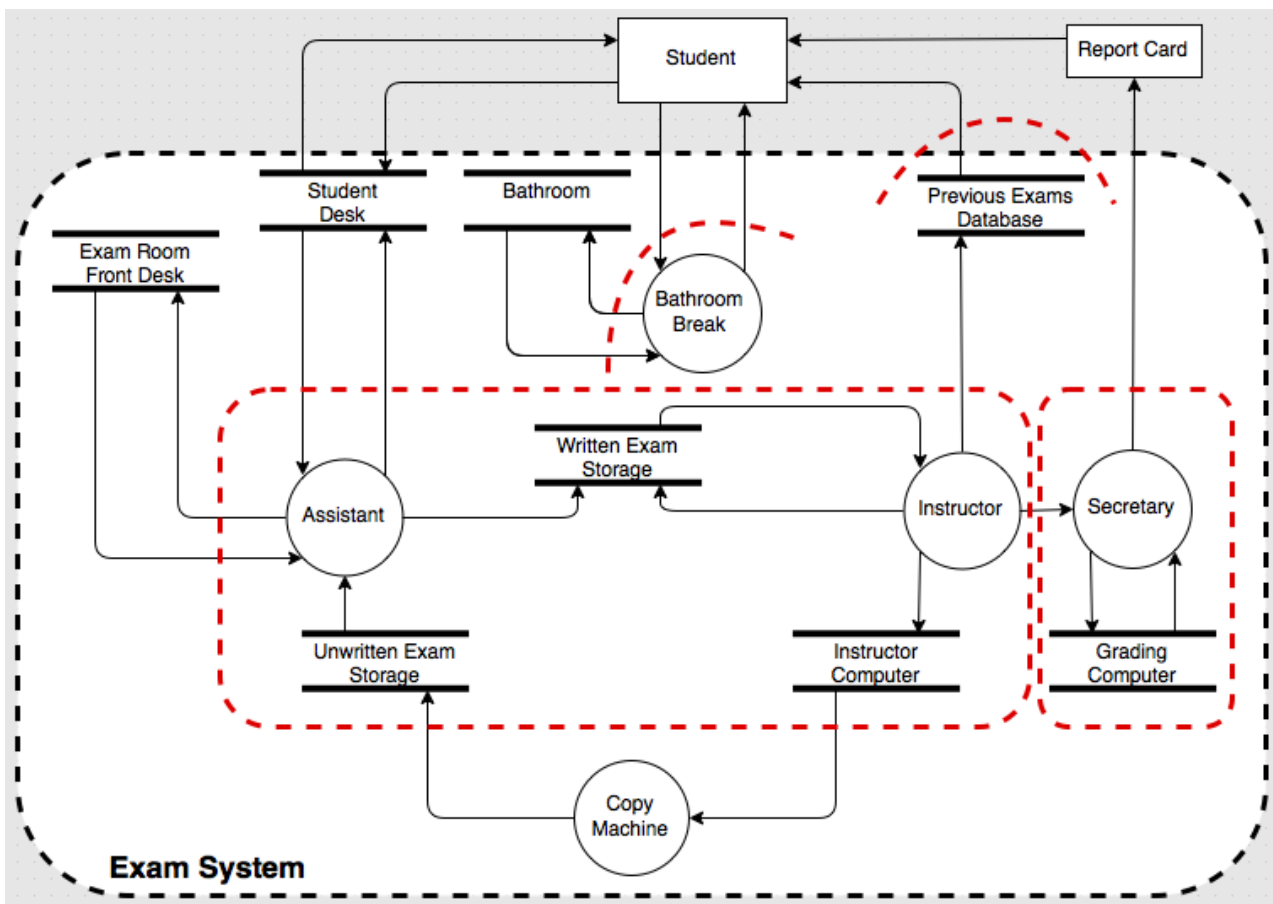 Student
Report Card
Student
Desk
Bathroom
Previous Exams
Database
Exam Room
Front Desk
Bathroom
Break
Written Exam
Storage
Assistant
Instructor
Secretary
Unwritten Exam
Storage
Instructor
Computer
Grading
Computer
Copy
Machine
Exam System